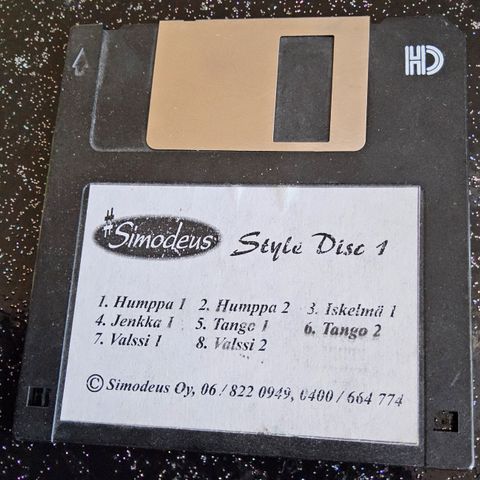 HD
#Simodeus Style Disc 1
1. Humppa 1 2. Humppa 2 3. Iskelmä 1
4. Jenkka 1 5. Tango 1 6. Tango 2
7. Valssi 1 8. Valssi 2
© Simodeus Oy, 06 / 822 0949, 0400 / 664 774